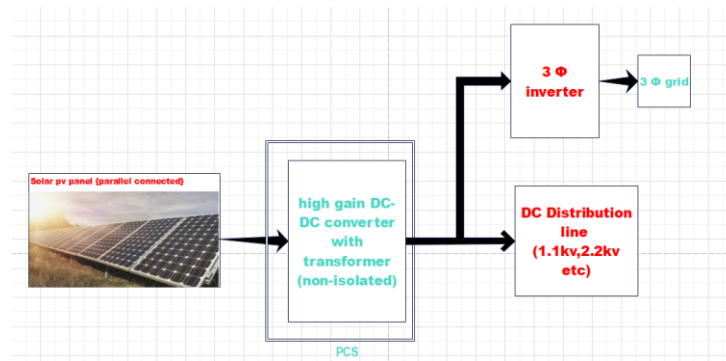 Solar pv panel {parallel connected}
high gain DC-
DC converter
with
transformer
(non-isolated)
PCS
3 Φ
inverter
3 Φ grid
DC Distribution
line
(1.1kv,2.2kv
etc)